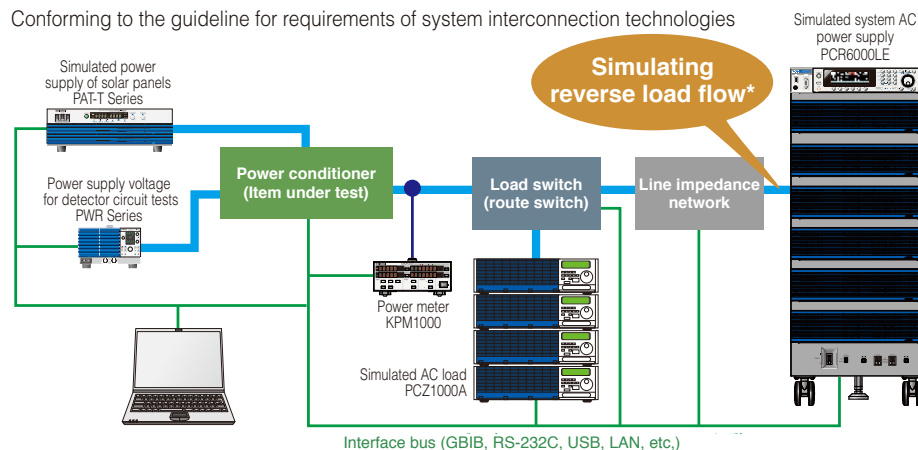 Conforming to the guideline for requirements of system interconnection technologies
Simulated system AC
power supply
PCR6000LE
Simulated power
supply of solar panels
PAT-T Series
Simulating
reverse load flow*
Power supply voltage
for detector circuit tests
PWR Series
Power conditioner
(Item under test)
Load switch
(route switch)
Line impedance
network
Power meter
KPM1000
Simulated AC load
PCZ1000A
Interface bus (GBIB, RS-232C, USB, LAN, etc,)